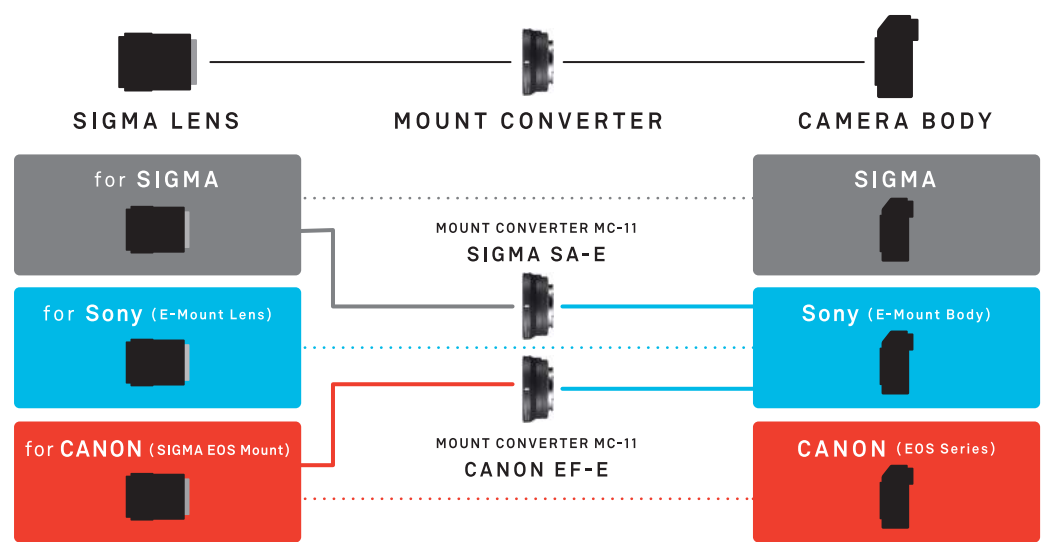 SIGMA LENS
MOUNT CONVERTER
CAMERA BODY
for SIGMA
SIGMA
MOUNT CONVERTER MC-11
SIGMA SA-E
for Sony (E-Mount Lens)
Sony (E-Mount Body)
for CANON (SIGMA EOS Mount)
MOUNT CONVERTER MC-11
CANON EF-E
CANON (EOS Series)